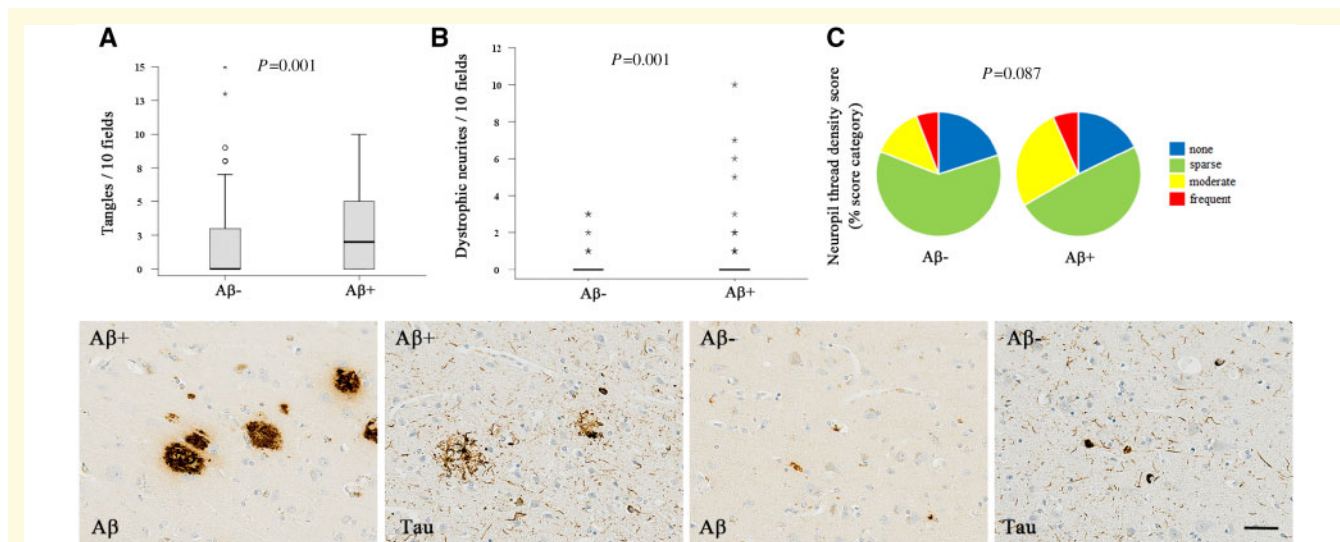 A
P=0.001
Tangles / 10 fields
15
13
10
8
5
3
0
Aβ-
Aβ+
B
P=0.001
Dystrophic neurites / 10 fields
12
10
8
6
4
2
0
Aβ-
Aβ+
C
P=0.087
Neuropil thread density score
(% score category)
Aβ-
Aβ+
none
sparse
moderate
frequent
Aβ+
Aβ
Aβ+
Tau
Aβ-
Aβ
Aβ-
Tau